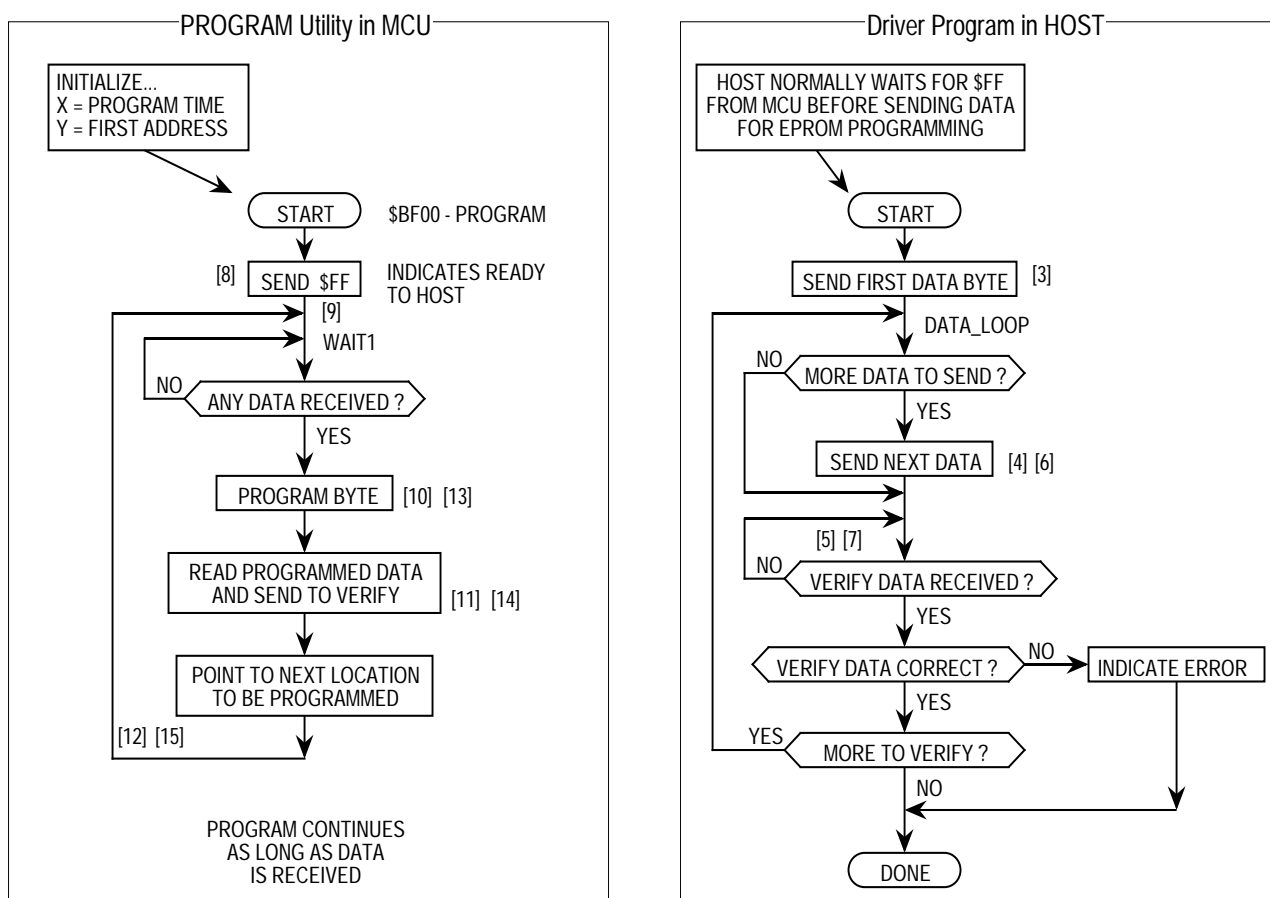 PROGRAM Utility in MCU
INITIALIZE...
X = PROGRAM TIME
Y = FIRST ADDRESS
START
$BF00 - PROGRAM
[8]
SEND $FF
INDICATES READY
TO HOST
[9]
WAIT1
NO
ANY DATA RECEIVED ?
YES
PROGRAM BYTE
[10] [13]
READ PROGRAMMED DATA
AND SEND TO VERIFY
[11] [14]
POINT TO NEXT LOCATION
TO BE PROGRAMMED
[12] [15]
PROGRAM CONTINUES
AS LONG AS DATA
IS RECEIVED
Driver Program in HOST
HOST NORMALLY WAITS FOR $FF
FROM MCU BEFORE SENDING DATA
FOR EPROM PROGRAMMING
START
SEND FIRST DATA BYTE
[3]
DATA_LOOP
NO
MORE DATA TO SEND ?
YES
SEND NEXT DATA
[4] [6]
[5] [7]
NO
VERIFY DATA RECEIVED ?
YES
VERIFY DATA CORRECT ?
NO
INDICATE ERROR
YES
YES
MORE TO VERIFY ?
NO
DONE